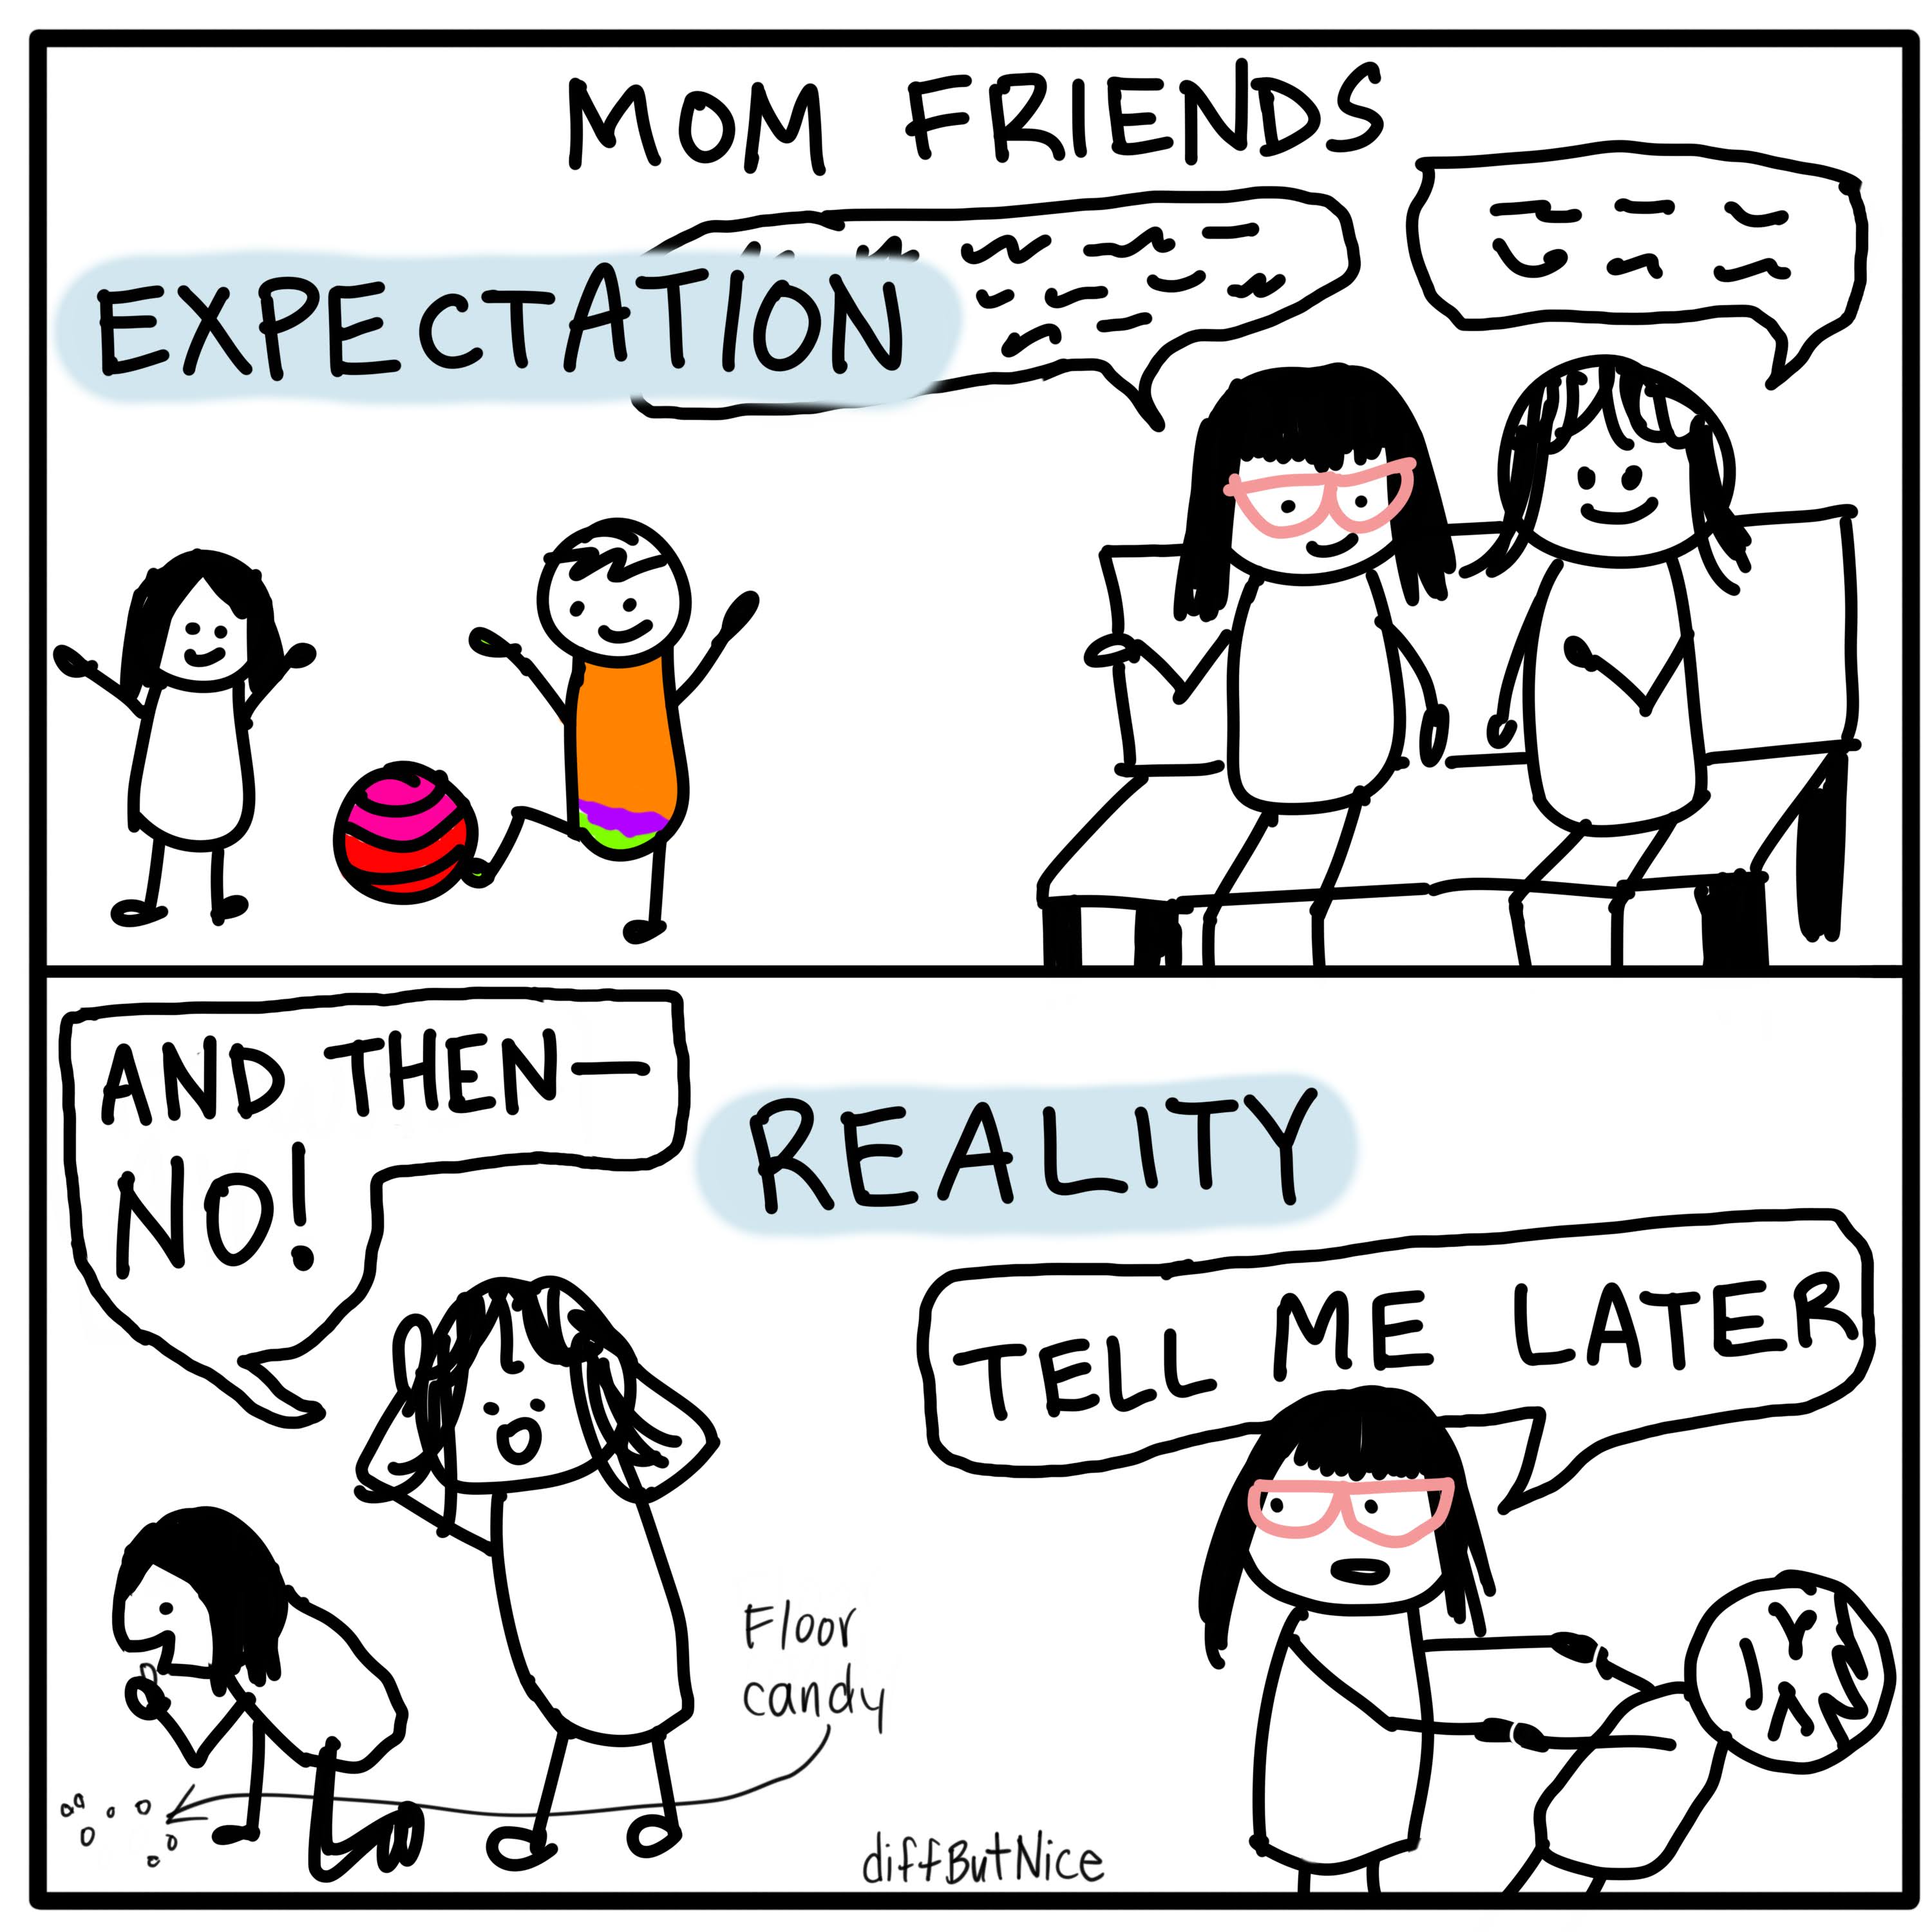 MOM FRIENDS
EXPECTATION
AND THEN—
NO!
REALITY
TELL ME LATER
Floor
candy
diffButNice